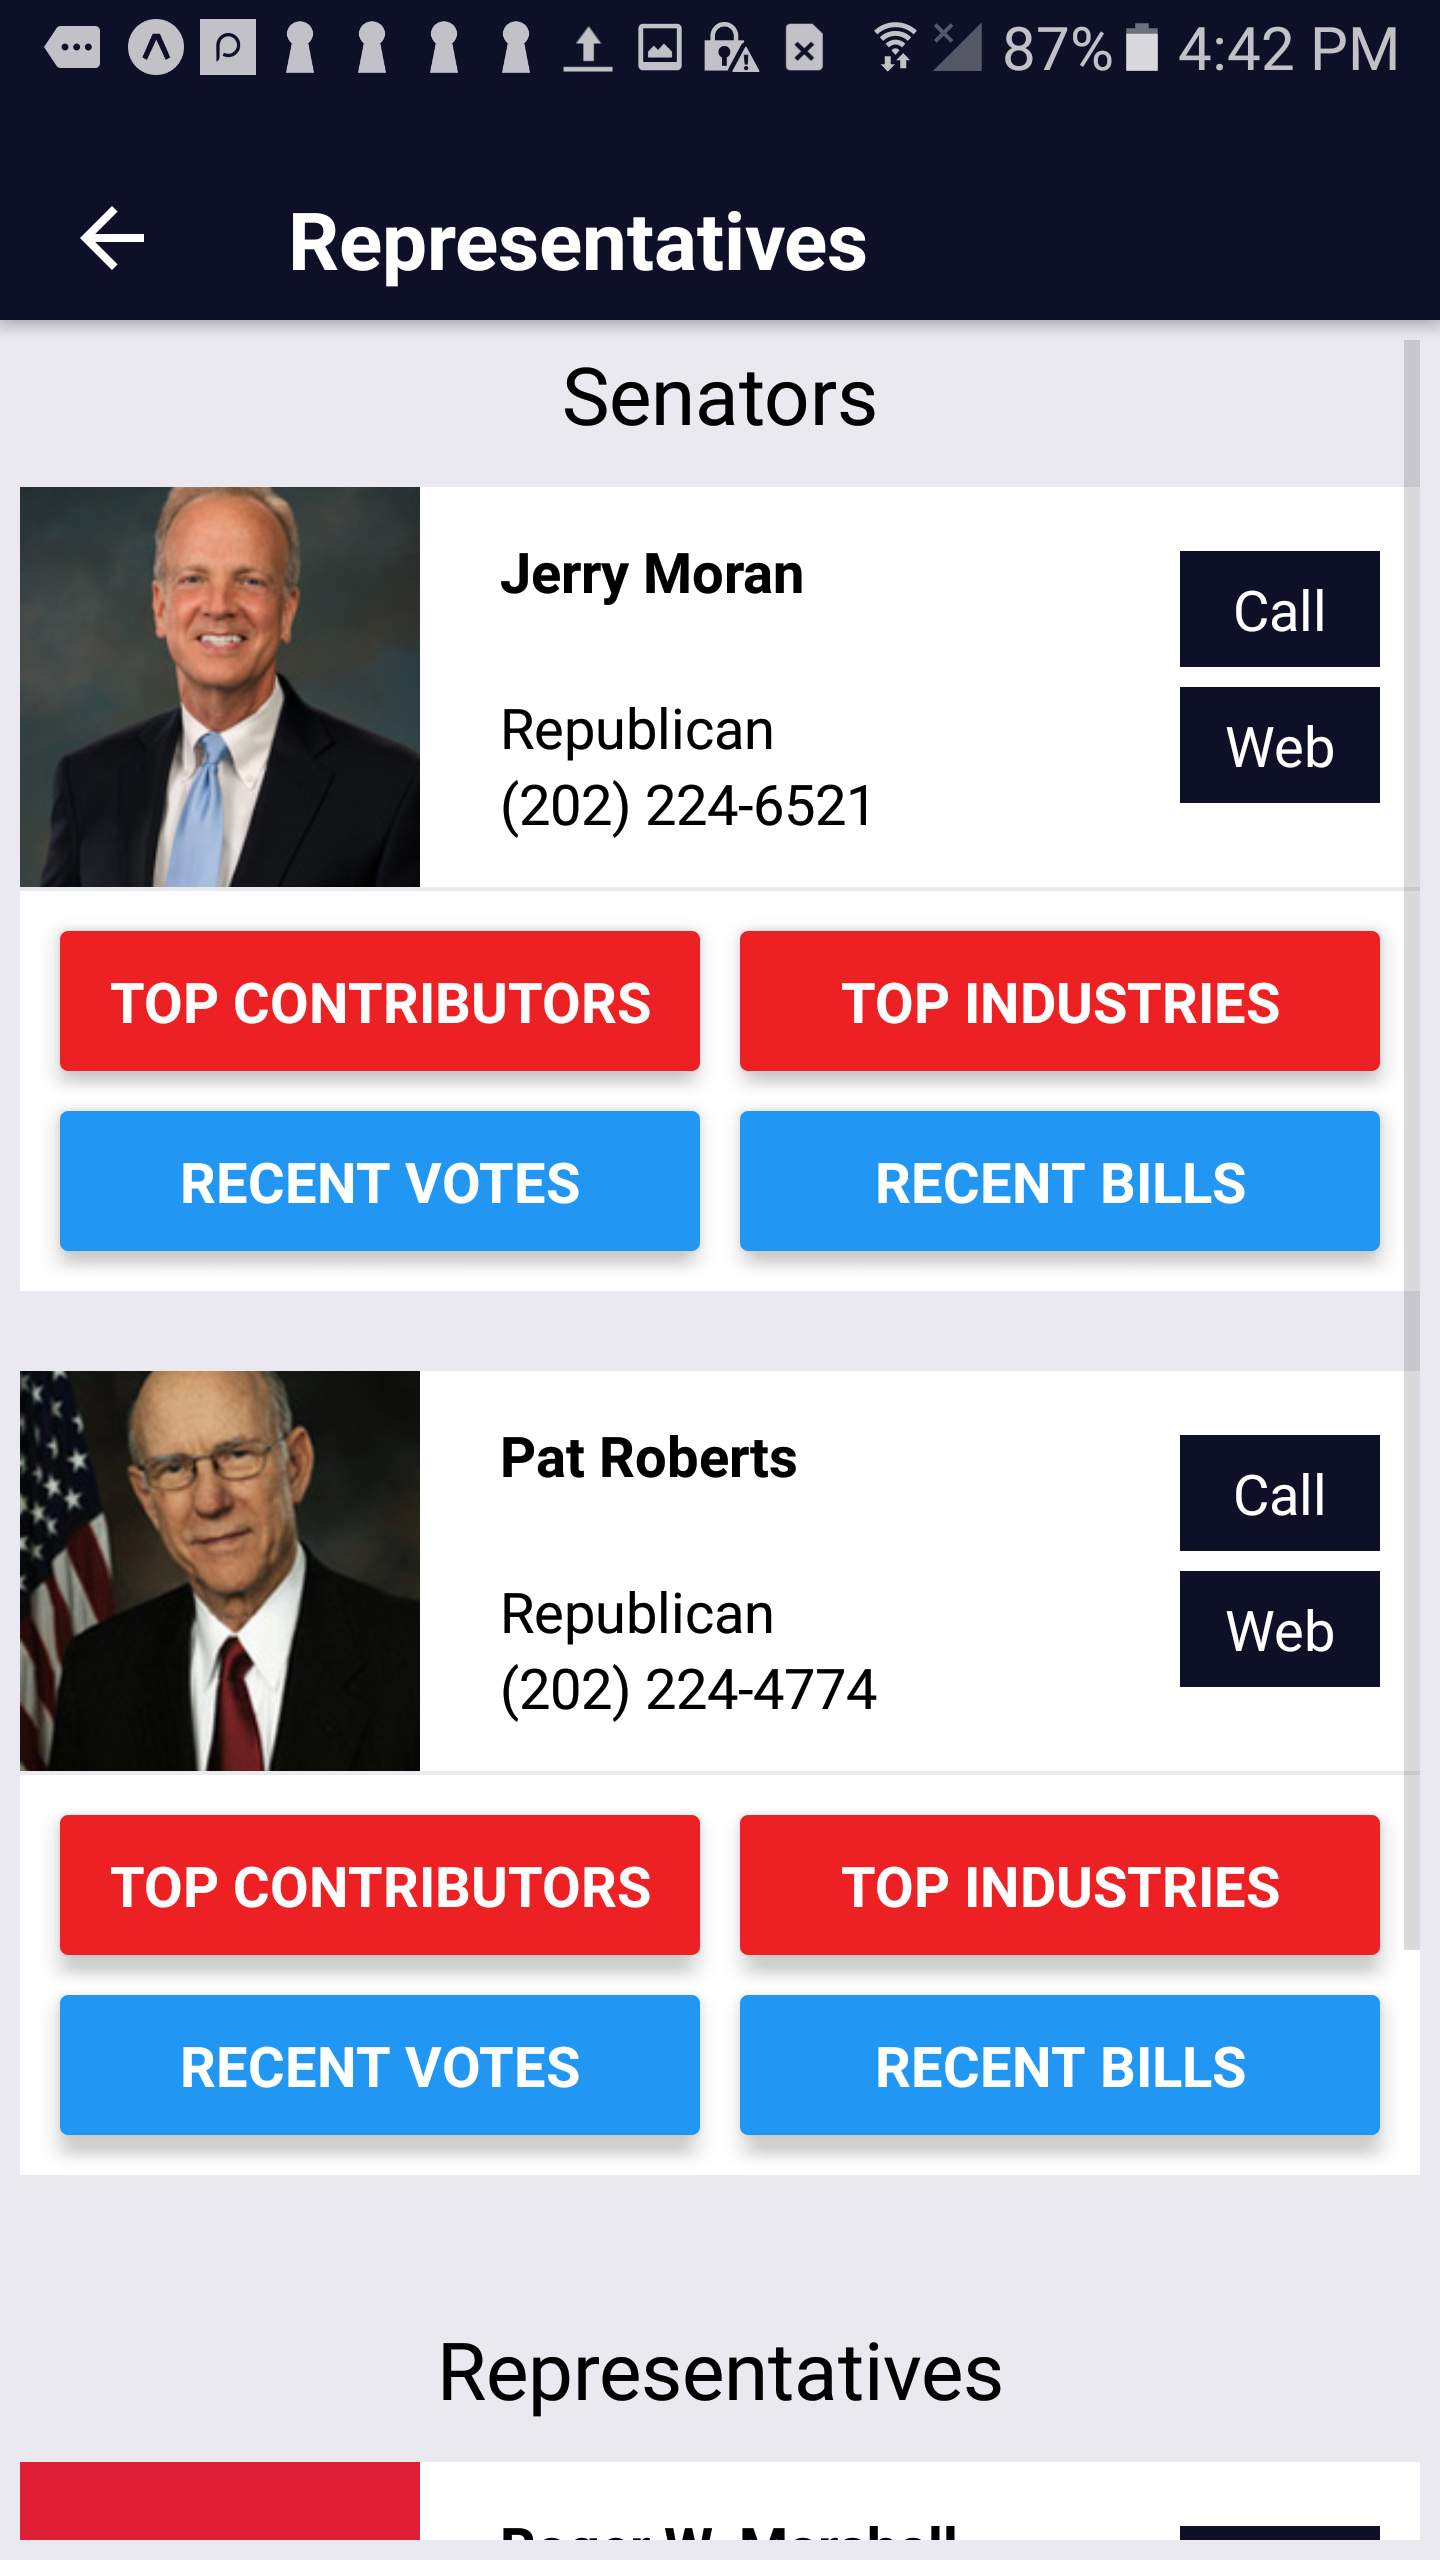 87% 4:42 PM
Representatives
Senators
Jerry Moran
Call
Republican
Web
(202) 224-6521
TOP CONTRIBUTORS TOP INDUSTRIES
RECENT VOTES RECENT BILLS
Pat Roberts
Call
Republican
Web
(202) 224-4774
TOP CONTRIBUTORS TOP INDUSTRIES
RECENT VOTES RECENT BILLS
Representatives
Roger W. Marshall